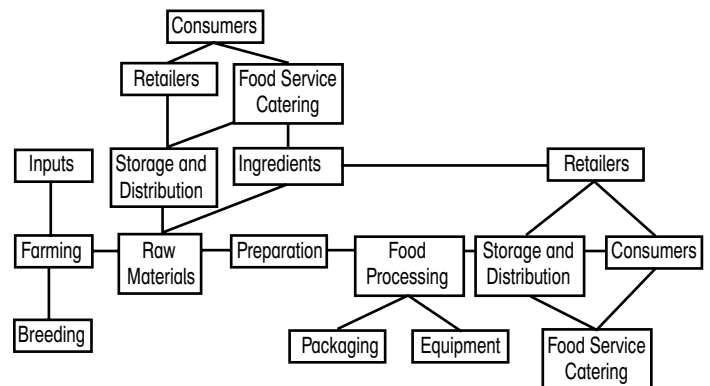 Consumers
Retailers
Food Service
Catering
Inputs
Storage and
Distribution
Ingredients
Retailers
Farming
Raw
Materials
Preparation
Food
Processing
Storage and
Distribution
Consumers
Breeding
Packaging
Equipment
Food Service
Catering